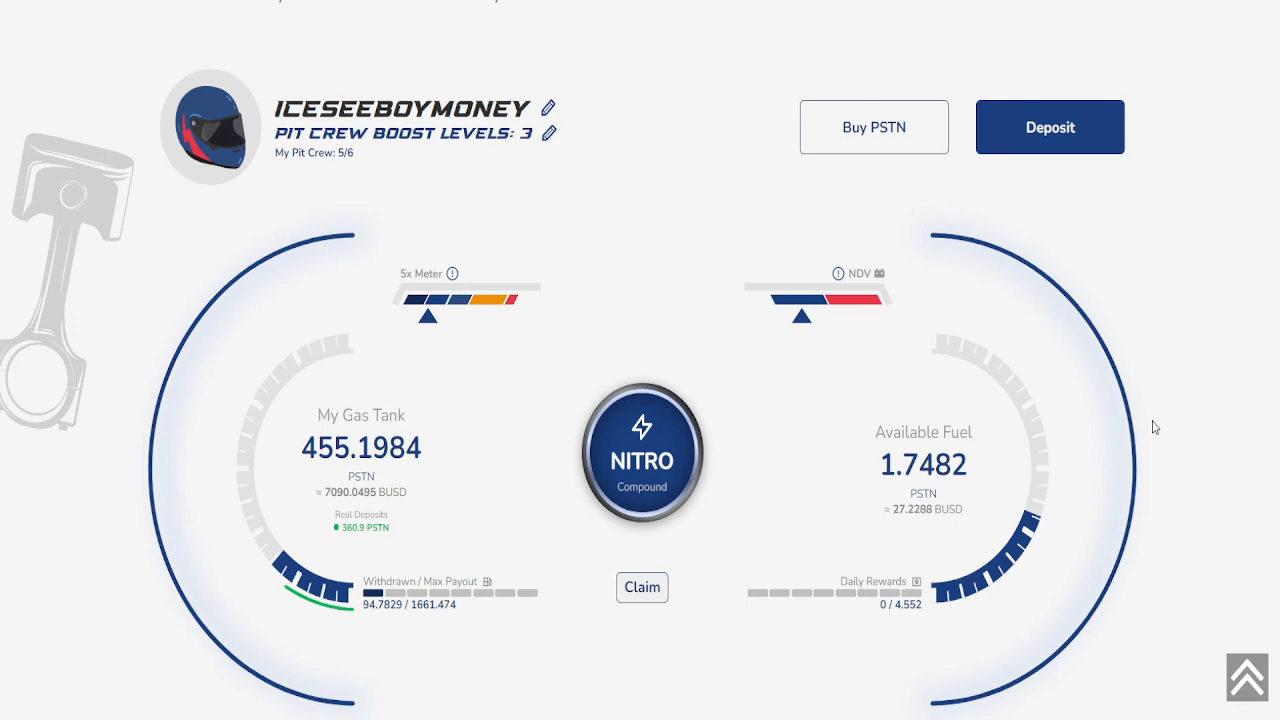 ICESEEBOYMONEY
PIT CREW BOOST LEVELS: 3
My Pit Crew: 5/6
Buy PSTN
Deposit
5x Meter
NDV
My Gas Tank
455.1984
PSTN
≈ 7090.0495 BUSD
Real Deposits
360.9 PSTN
NITRO
Compound
Available Fuel
1.7482
PSTN
≈ 27.2288 BUSD
Withdrawn / Max Payout
94.7829 / 1661.474
Claim
Daily Rewards
0 / 4.552